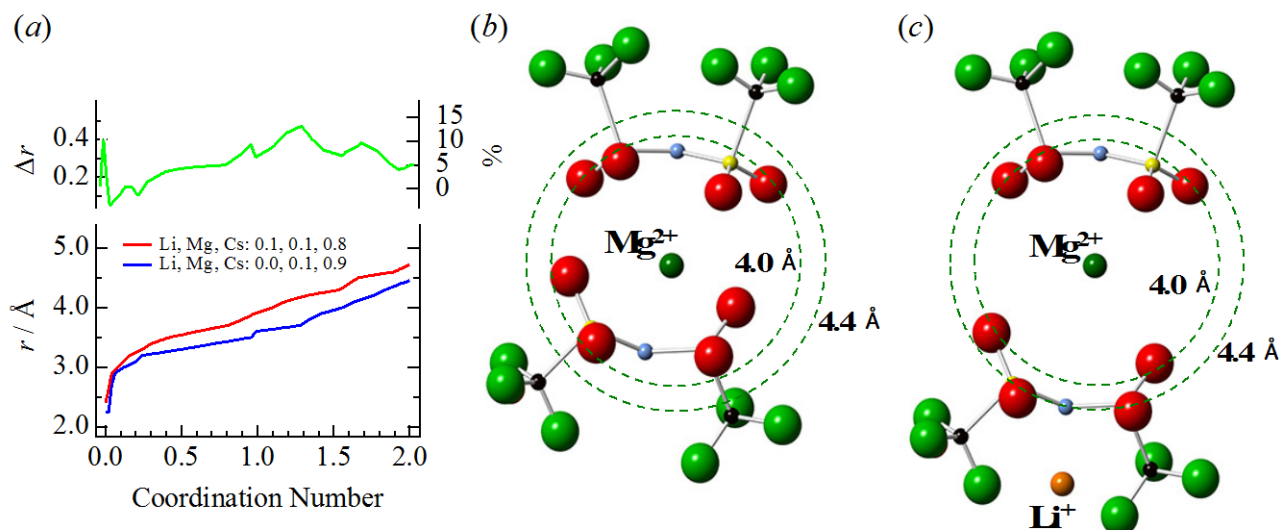 (a)
(b)
(c)
0.4
0.2
Δr
15
10
5
0
%
5.0
4.0
3.0
2.0
r / Å
Li, Mg, Cs: 0.1, 0.1, 0.8
Li, Mg, Cs: 0.0, 0.1, 0.9
0.0
0.5
1.0
1.5
2.0
Coordination Number
Mg²⁺
4.0 Å
4.4 Å
Mg²⁺
4.0 Å
4.4 Å
Li⁺